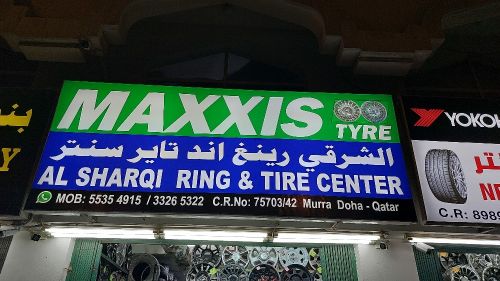 MAXXIS
TYRE
الشرقي رينغ اند تاير سنتر
AL SHARQI RING & TIRE CENTER
MOB: 5535 4915 / 3326 5322 C.R.No: 75703/42 Murra Doha - Qatar
YOKO
C.R: 898